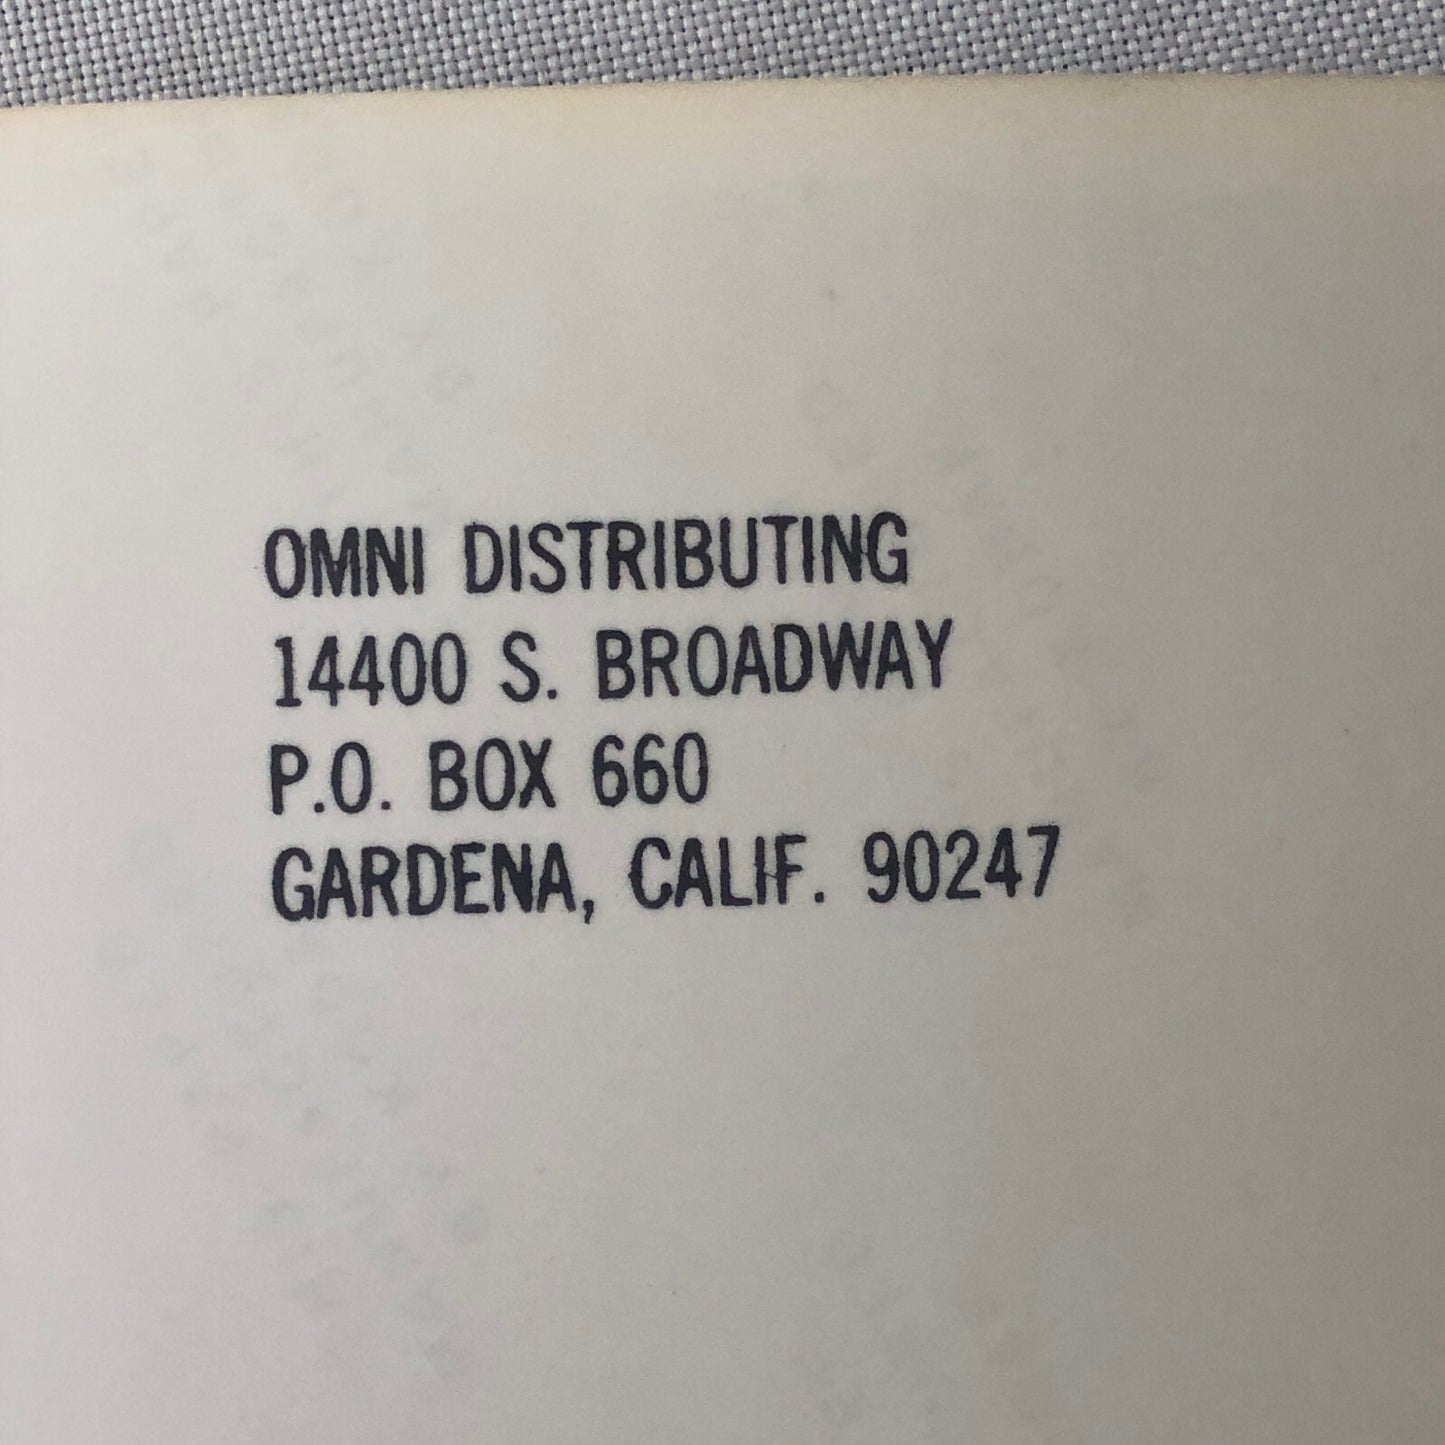 OMNI DISTRIBUTING
14400 S. BROADWAY
P.O. BOX 660
GARDENA, CALIF. 90247